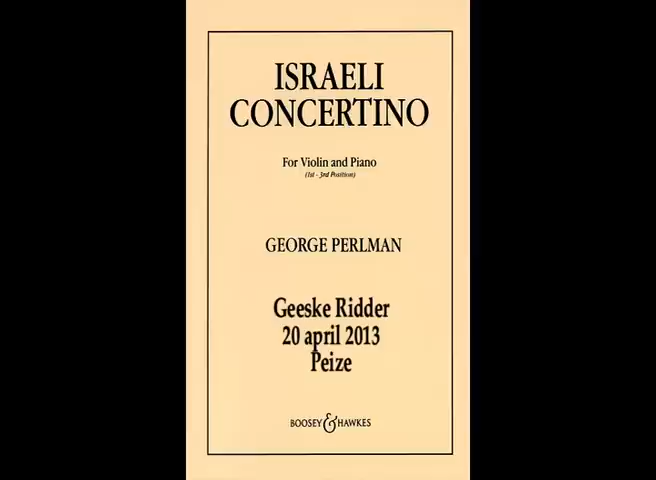 ISRAELI
CONCERTINO
For Violin and Piano
(1st - 3rd Position)
GEORGE PERLMAN
Geeske Ridder
20 april 2013
Peize
BOOSEY & HAWKES